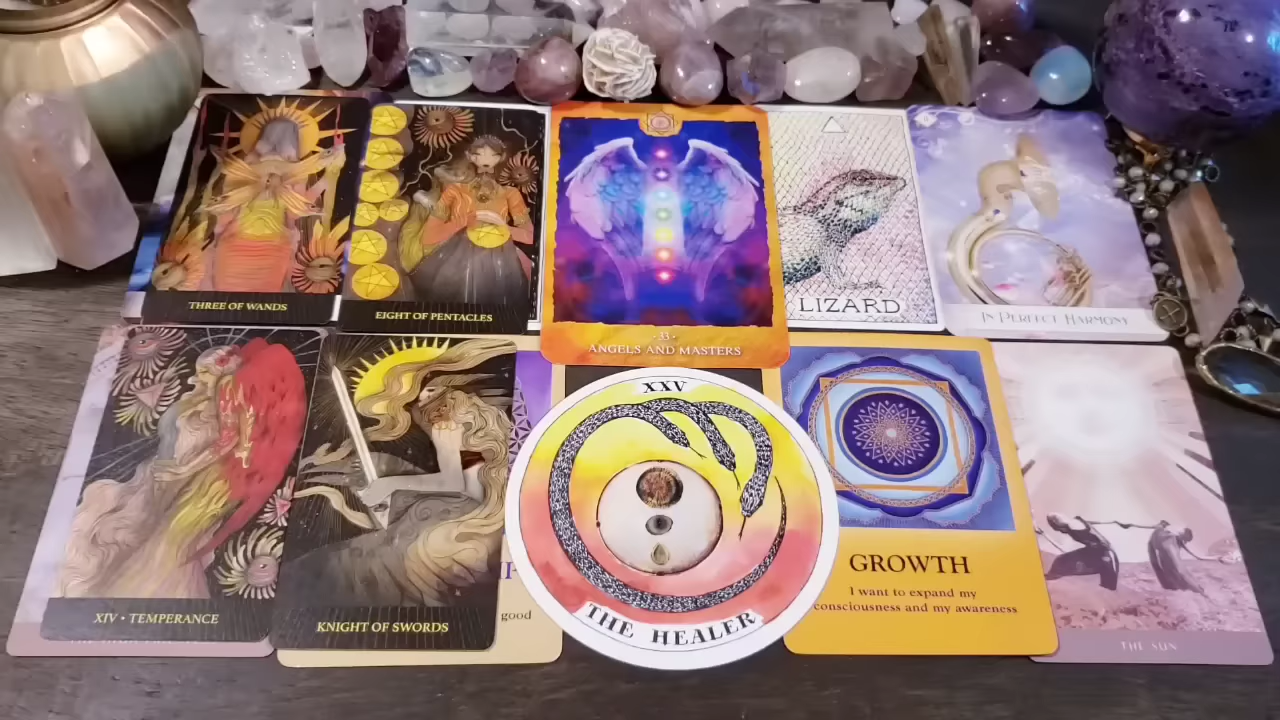 THREE OF WANDS
EIGHT OF PENTACLES
33
ANGELS AND MASTERS
LIZARD
IN PERFECT HARMONY
XIV • TEMPERANCE
KNIGHT OF SWORDS
good
XXV
THE HEALER
GROWTH
I want to expand my
consciousness and my awareness
THE SUN